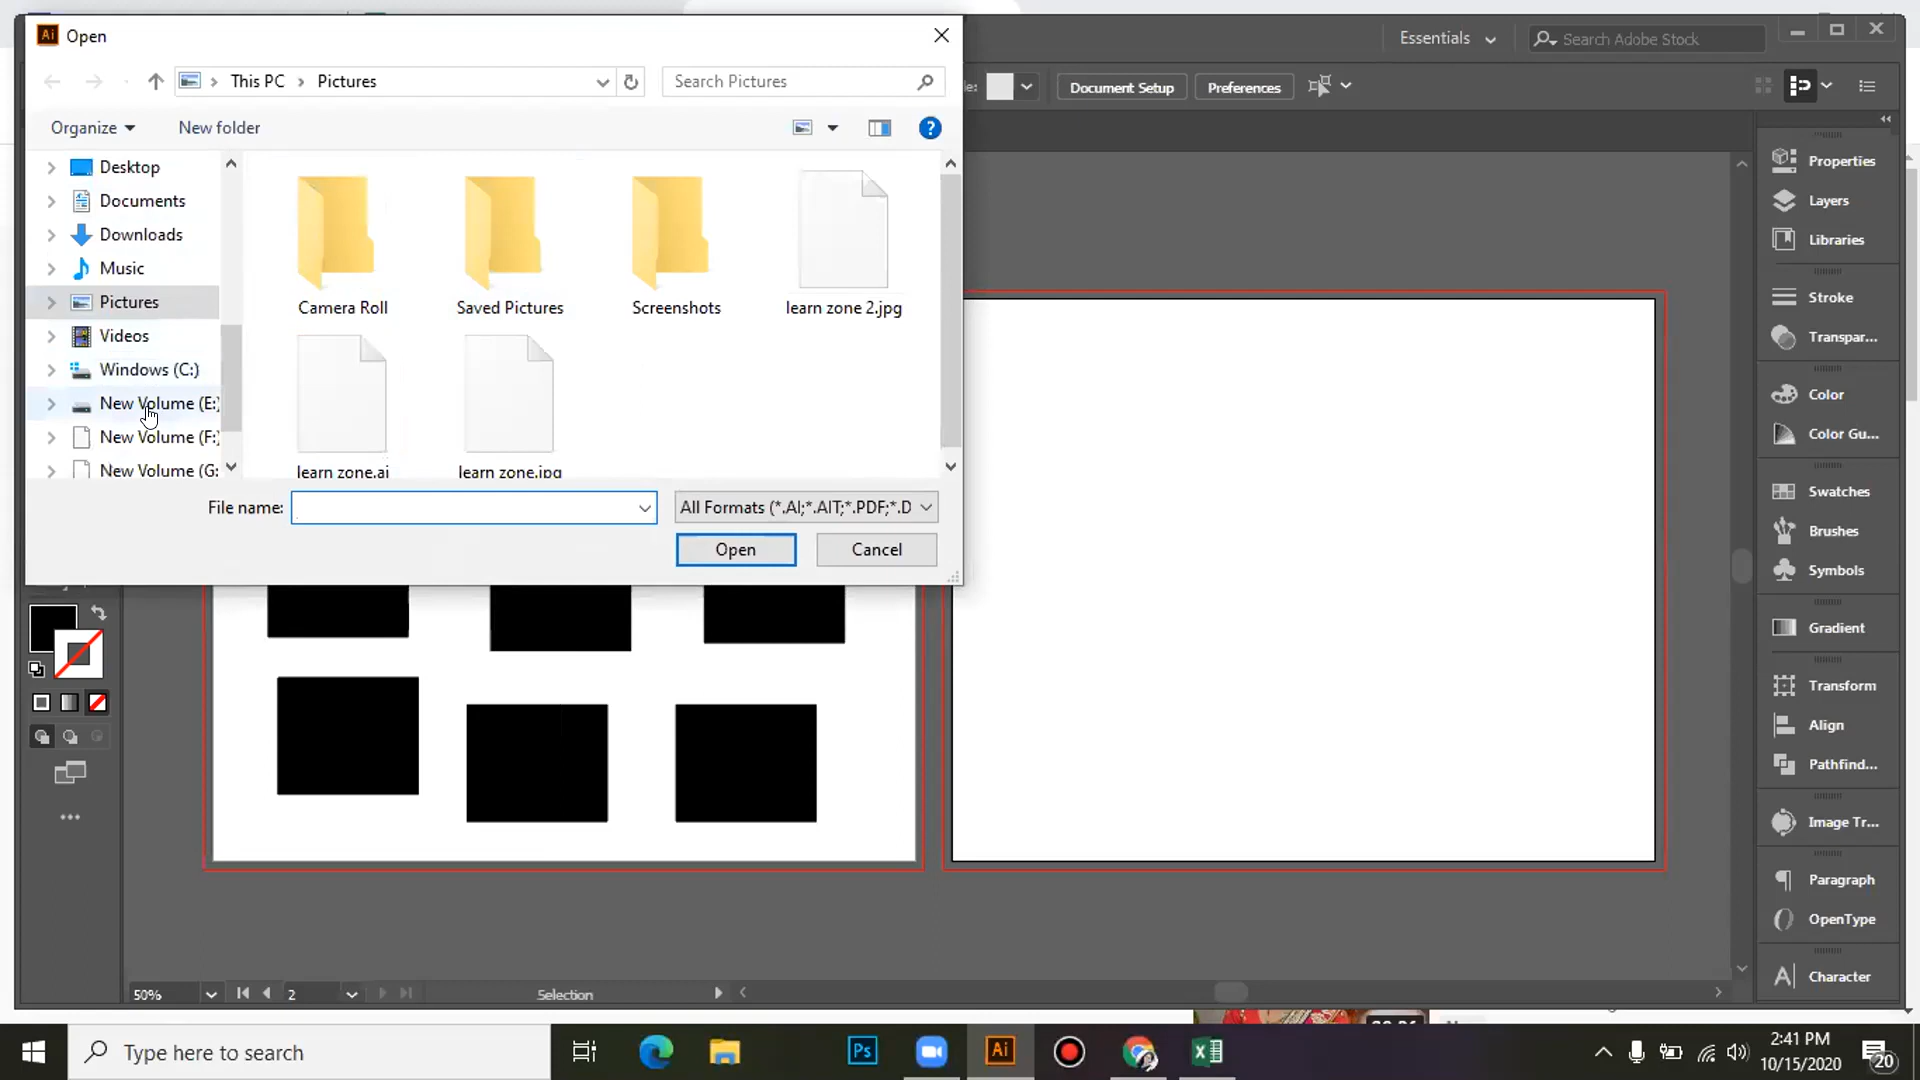 Ai Open
Essentials
Search Adobe Stock
This PC > Pictures
Search Pictures
Document Setup
Preferences
Organize
New folder
Desktop
Documents
Downloads
Music
Pictures
Videos
Windows (C:)
New Volume (E:)
New Volume (F:)
New Volume (G:
Camera Roll
Saved Pictures
Screenshots
learn zone 2.jpg
learn zone.ai
learn zone.jpg
File name:
All Formats (*.AI;*.AIT;*.PDF;*.D
Open
Cancel
Properties
Layers
Libraries
Stroke
Transpar...
Color
Color Gu...
Swatches
Brushes
Symbols
Gradient
Transform
Align
Pathfind...
Image Tr...
Paragraph
OpenType
Character
50%
2
Selection
Type here to search
Ps
Ai
2:41 PM
10/15/2020
20